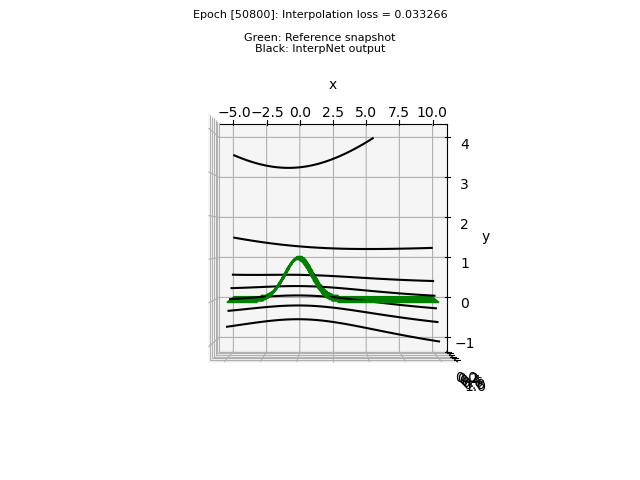 Epoch [50800]: Interpolation loss = 0.033266
Green: Reference snapshot
Black: InterpNet output
x
−5.0 −2.5 0.0 2.5 5.0 7.5 10.0
4
3
2
y
1
0
−1